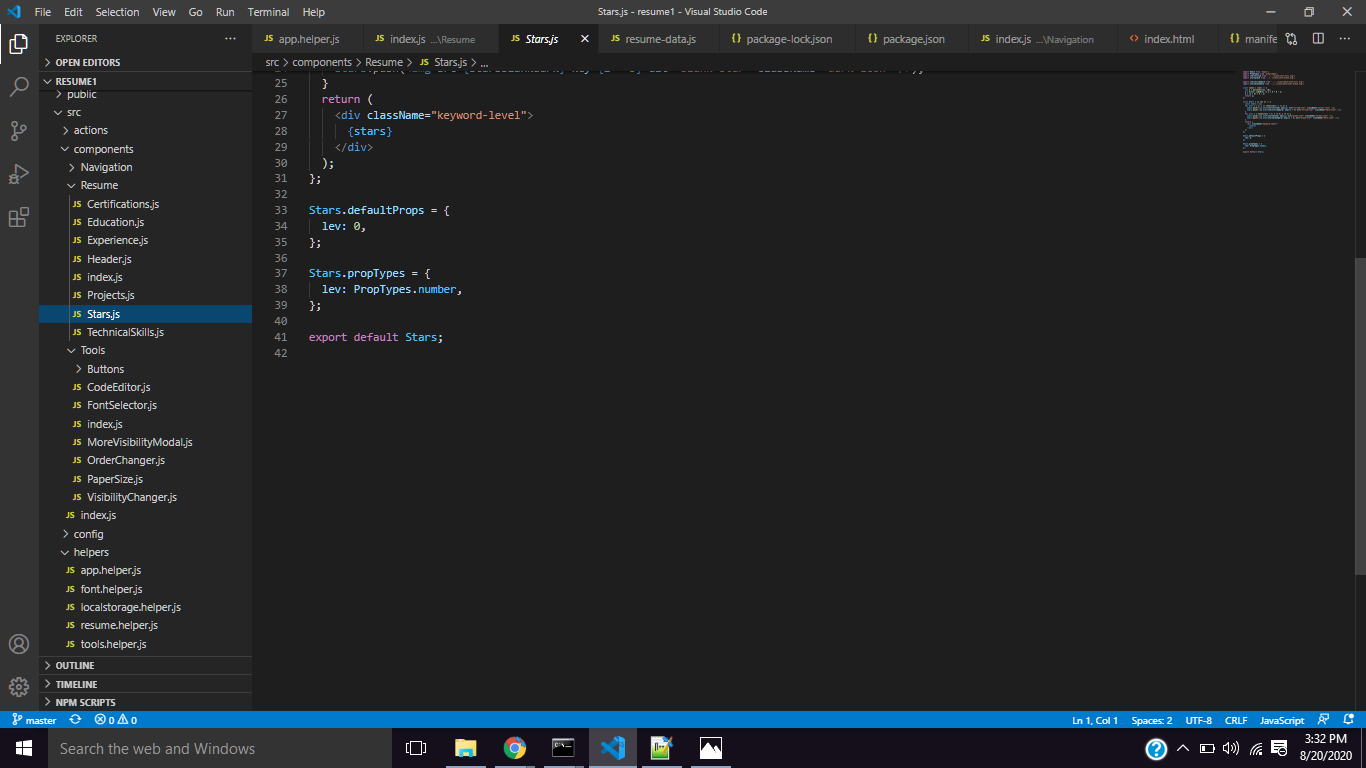 File Edit Selection View Go Run Terminal Help
Stars.js - resume1 - Visual Studio Code
EXPLORER
OPEN EDITORS
RESUME1
public
src
actions
components
Navigation
Resume
JS Certifications.js
JS Education.js
JS Experience.js
JS Header.js
JS index.js
JS Projects.js
JS Stars.js
JS TechnicalSkills.js
Tools
Buttons
JS CodeEditor.js
JS FontSelector.js
JS index.js
JS MoreVisibilityModal.js
JS OrderChanger.js
JS PaperSize.js
JS VisibilityChanger.js
JS index.js
config
helpers
JS app.helper.js
JS font.helper.js
JS localstorage.helper.js
JS resume.helper.js
JS tools.helper.js
OUTLINE
TIMELINE
NPM SCRIPTS
JS app.helper.js JS index.js ...\Resume JS Stars.js JS resume-data.js {} package-lock.json {} package.json JS index.js ...\Navigation <> index.html {} manife
src > components > Resume > JS Stars.js > ...
25 }
26 return (
27 <div className="keyword-level">
28 {stars}
29 </div>
30 );
31 };
32
33 Stars.defaultProps = {
34 lev: 0,
35 };
36
37 Stars.propTypes = {
38 lev: PropTypes.number,
39 };
40
41 export default Stars;
42
master 0 0 Ln 1, Col 1 Spaces: 2 UTF-8 CRLF JavaScript
Search the web and Windows
3:32 PM
8/20/2020